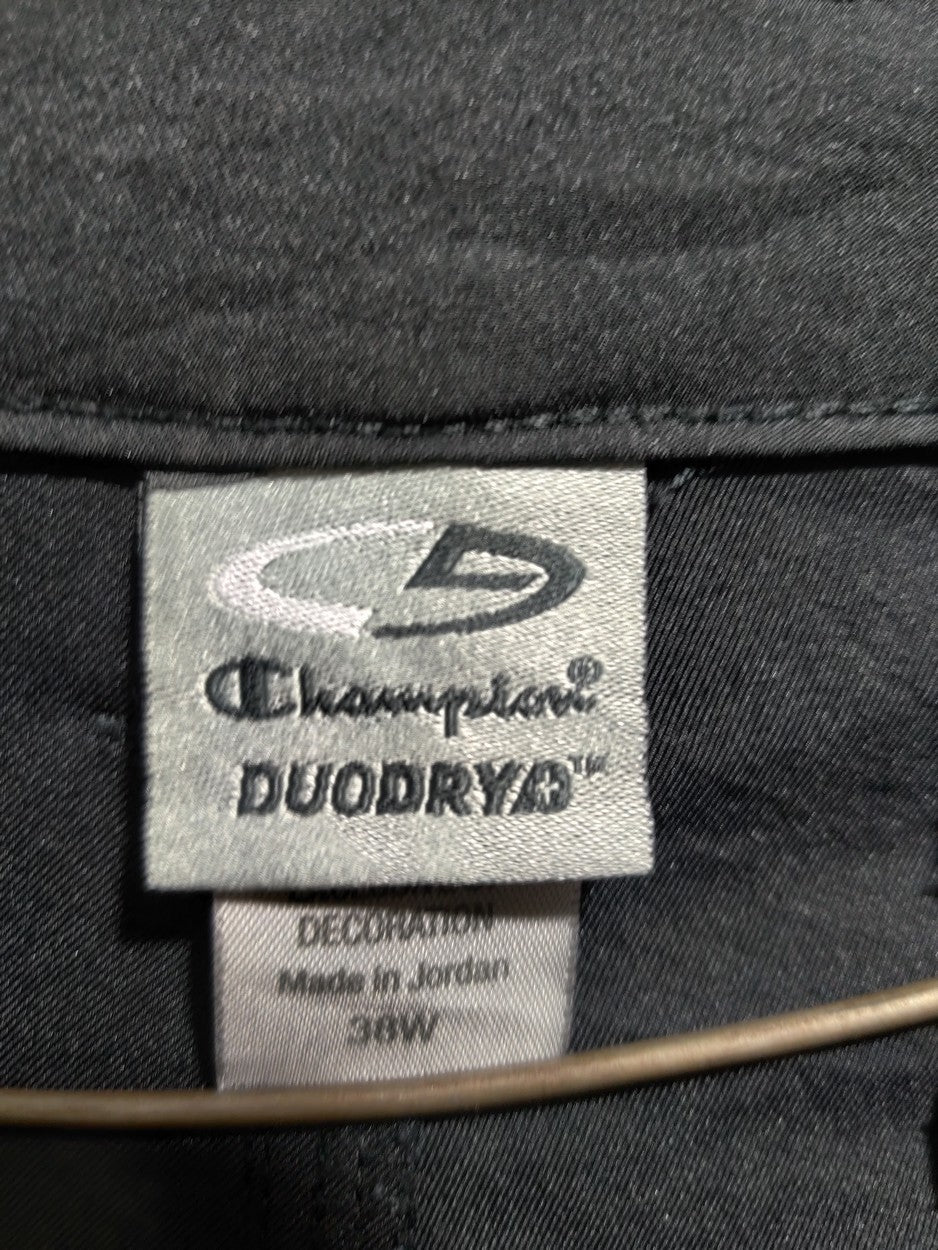 Champion®
DUODRY+™
DECORATION
Made in Jordan
38W